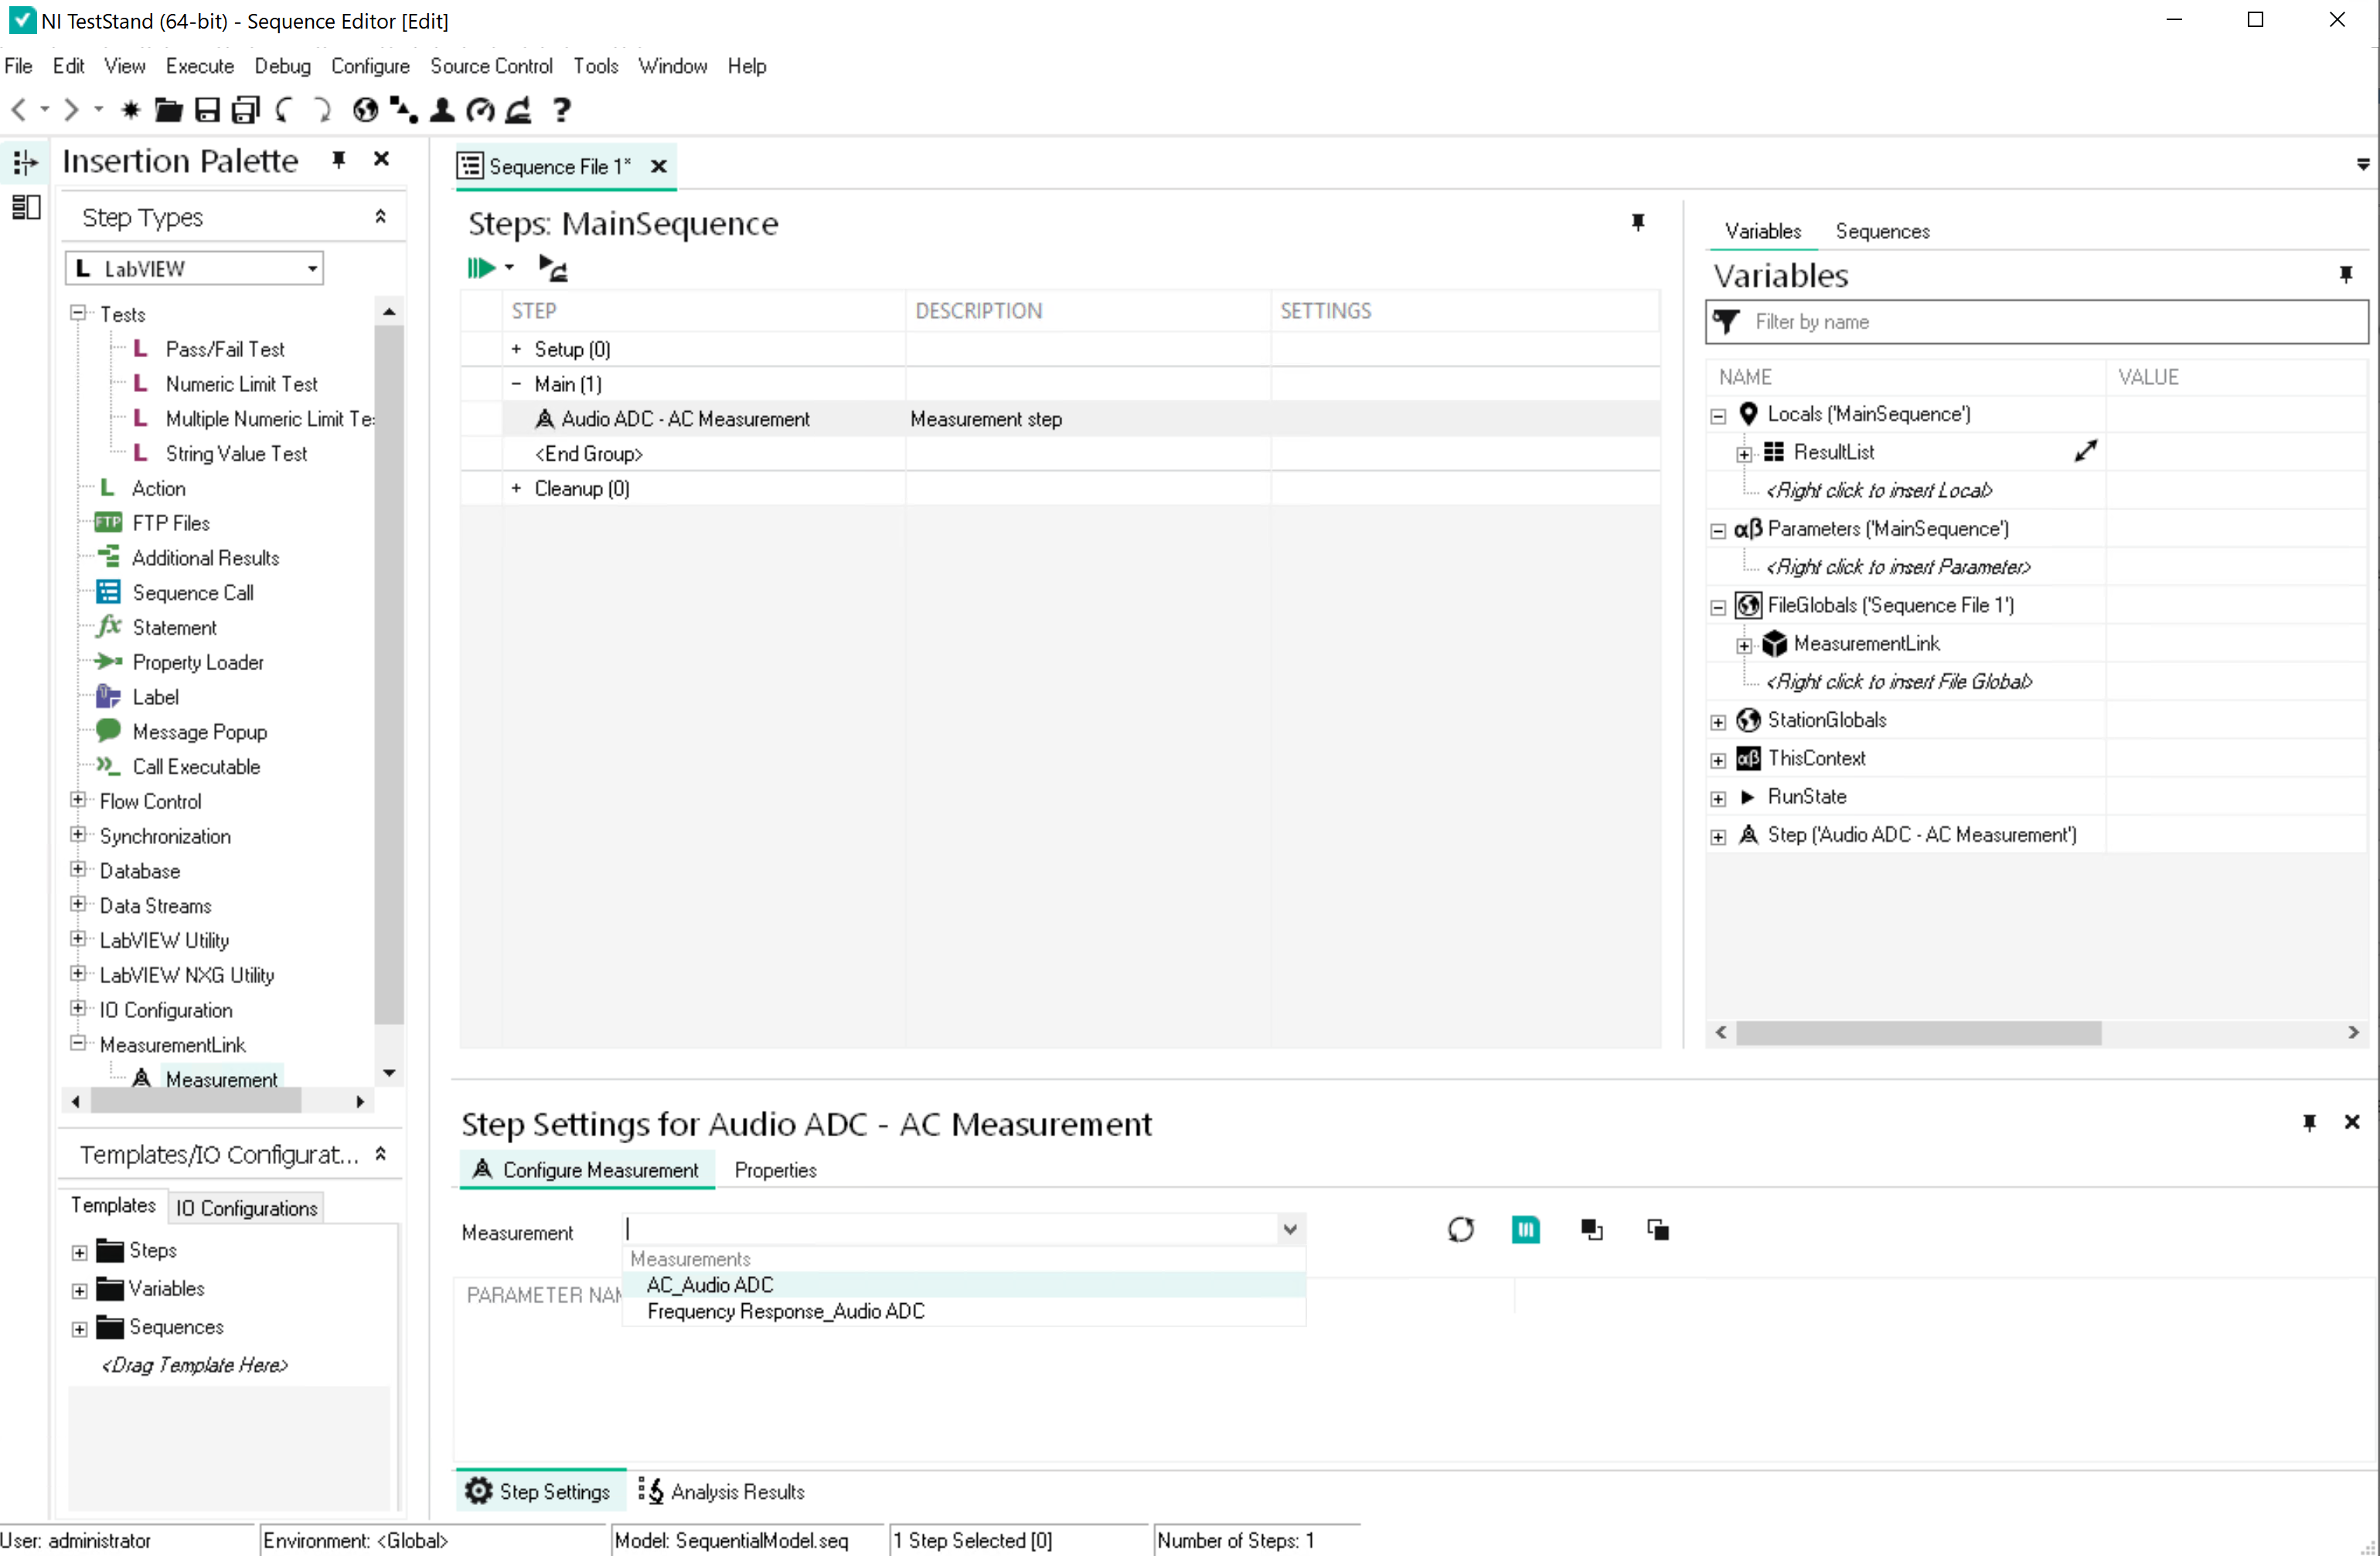 NI TestStand (64-bit) - Sequence Editor [Edit]
File Edit View Execute Debug Configure Source Control Tools Window Help
Insertion Palette
Step Types
L LabVIEW
Tests
L Pass/Fail Test
L Numeric Limit Test
L Multiple Numeric Limit Te
L String Value Test
L Action
FTP FTP Files
Additional Results
Sequence Call
fx Statement
Property Loader
Label
Message Popup
Call Executable
Flow Control
Synchronization
Database
Data Streams
LabVIEW Utility
LabVIEW NXG Utility
IO Configuration
MeasurementLink
Measurement
Templates/IO Configurat...
Templates IO Configurations
Steps
Variables
Sequences
<Drag Template Here>
Sequence File 1*
Steps: MainSequence
STEP DESCRIPTION SETTINGS
+ Setup (0)
- Main (1)
Audio ADC - AC Measurement Measurement step
<End Group>
+ Cleanup (0)
Variables Sequences
Variables
Filter by name
NAME VALUE
Locals ('MainSequence')
ResultList
<Right click to insert Local>
αβ Parameters ('MainSequence')
<Right click to insert Parameter>
FileGlobals ('Sequence File 1')
MeasurementLink
<Right click to insert File Global>
StationGlobals
αβ ThisContext
RunState
Step ('Audio ADC - AC Measurement')
Step Settings for Audio ADC - AC Measurement
Configure Measurement Properties
Measurement
Measurements
AC_Audio ADC
Frequency Response_Audio ADC
PARAMETER NAM
Step Settings Analysis Results
User: administrator Environment: <Global> Model: SequentialModel.seq 1 Step Selected [0] Number of Steps: 1